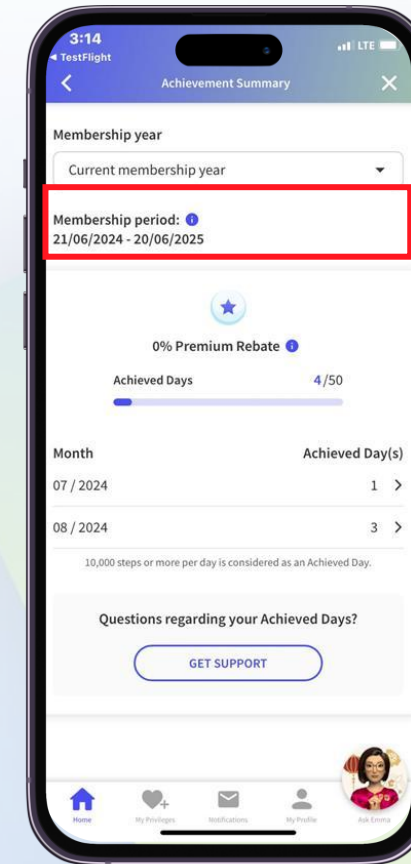 3:14
LTE
TestFlight
Achievement Summary
Membership year
Current membership year
Membership period:
21/06/2024 - 20/06/2025
0% Premium Rebate
Achieved Days 4/50
Month Achieved Day(s)
07 / 2024 1
08 / 2024 3
10,000 steps or more per day is considered as an Achieved Day.
Questions regarding your Achieved Days?
GET SUPPORT
Home My Privileges Notifications My Profile Ask Emma